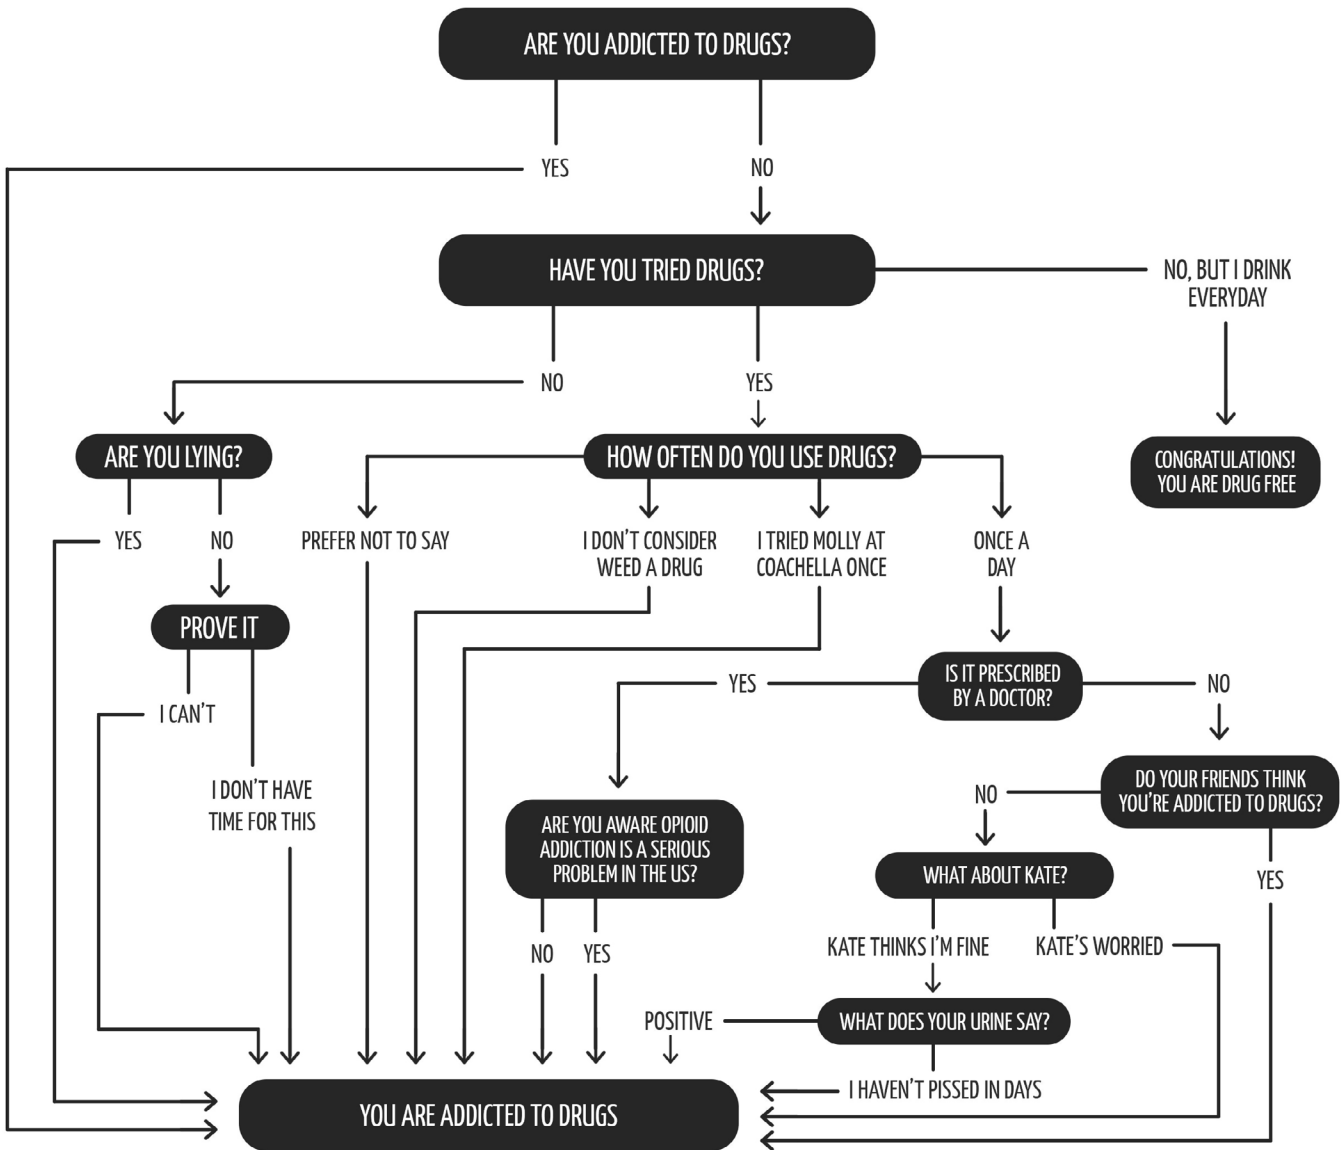 ARE YOU ADDICTED TO DRUGS?
YES
NO
HAVE YOU TRIED DRUGS?
NO, BUT I DRINK
EVERYDAY
NO
YES
ARE YOU LYING?
HOW OFTEN DO YOU USE DRUGS?
CONGRATULATIONS!
YOU ARE DRUG FREE
YES
NO
PREFER NOT TO SAY
I DON'T CONSIDER
WEED A DRUG
I TRIED MOLLY AT
COACHELLA ONCE
ONCE A
DAY
PROVE IT
IS IT PRESCRIBED
BY A DOCTOR?
YES
NO
I CAN'T
I DON'T HAVE
TIME FOR THIS
DO YOUR FRIENDS THINK
YOU'RE ADDICTED TO DRUGS?
NO
ARE YOU AWARE OPIOID
ADDICTION IS A SERIOUS
PROBLEM IN THE US?
WHAT ABOUT KATE?
YES
NO
YES
KATE THINKS I'M FINE
KATE'S WORRIED
POSITIVE
WHAT DOES YOUR URINE SAY?
I HAVEN'T PISSED IN DAYS
YOU ARE ADDICTED TO DRUGS